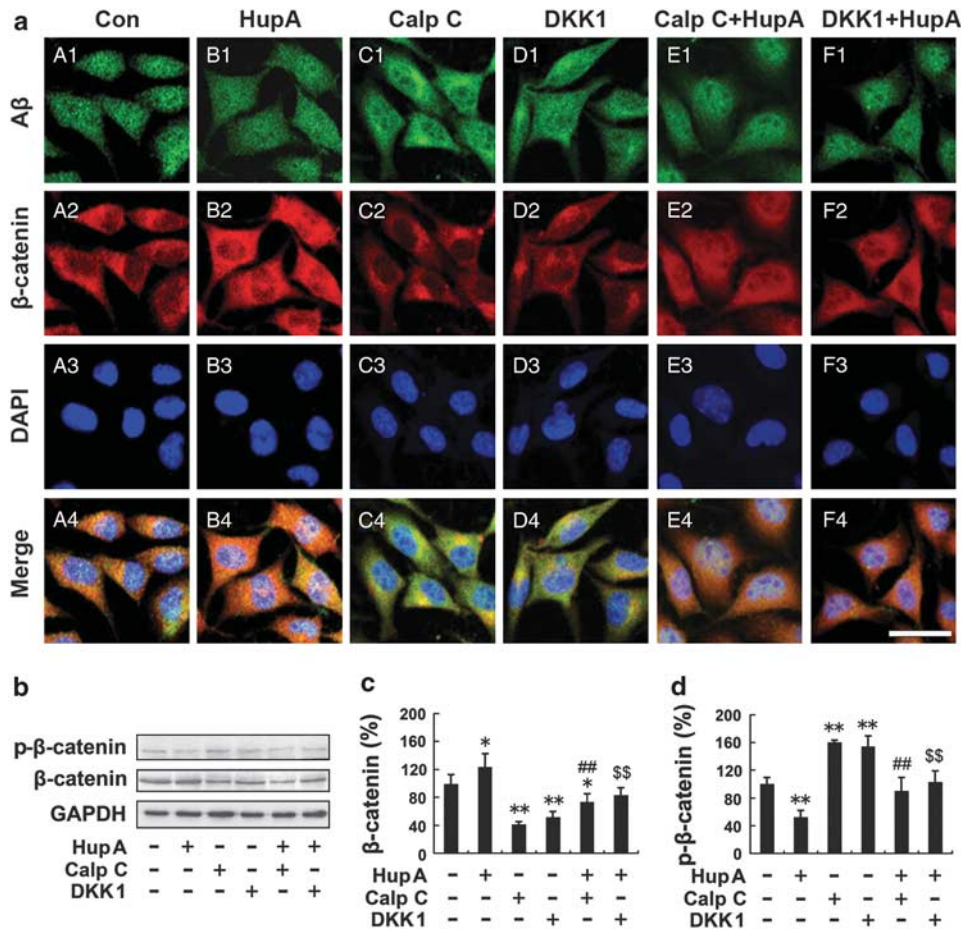 a
Con HupA Calp C DKK1 Calp C+HupA DKK1+HupA
Aβ A1 B1 C1 D1 E1 F1
β-catenin A2 B2 C2 D2 E2 F2
DAPI A3 B3 C3 D3 E3 F3
Merge A4 B4 C4 D4 E4 F4
b
p-β-catenin
β-catenin
GAPDH
HupA − + − − + +
Calp C − − + − + −
DKK1 − − − + − +
c
β-catenin (%)
200
160
120
80
40
0
* ** ** ## * $$
HupA − + − − + +
Calp C − − + − + −
DKK1 − − − + − +
d
p-β-catenin (%)
200
160
120
80
40
0
** ** ** ## $$
HupA − + − − + +
Calp C − − + − + −
DKK1 − − − + − +